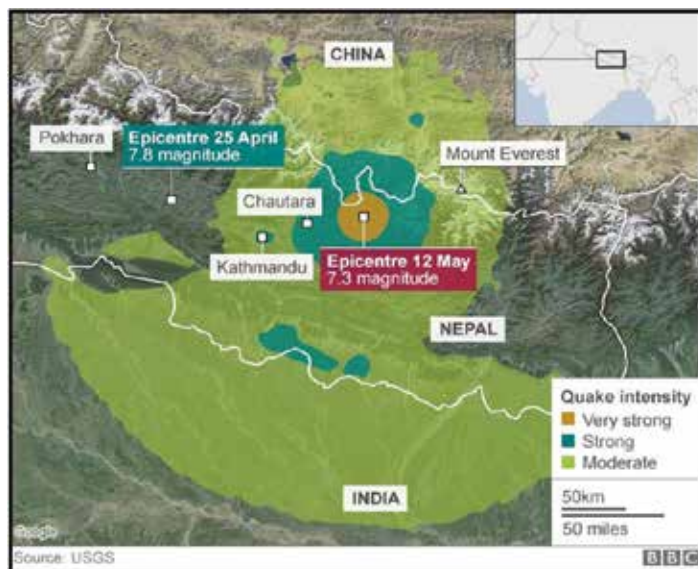 CHINA
Pokhara
Epicentre 25 April
7.8 magnitude
Mount Everest
Chautara
Kathmandu
Epicentre 12 May
7.3 magnitude
NEPAL
Quake intensity
Very strong
Strong
Moderate
INDIA
50km
50 miles
Google
Source: USGS
BBC